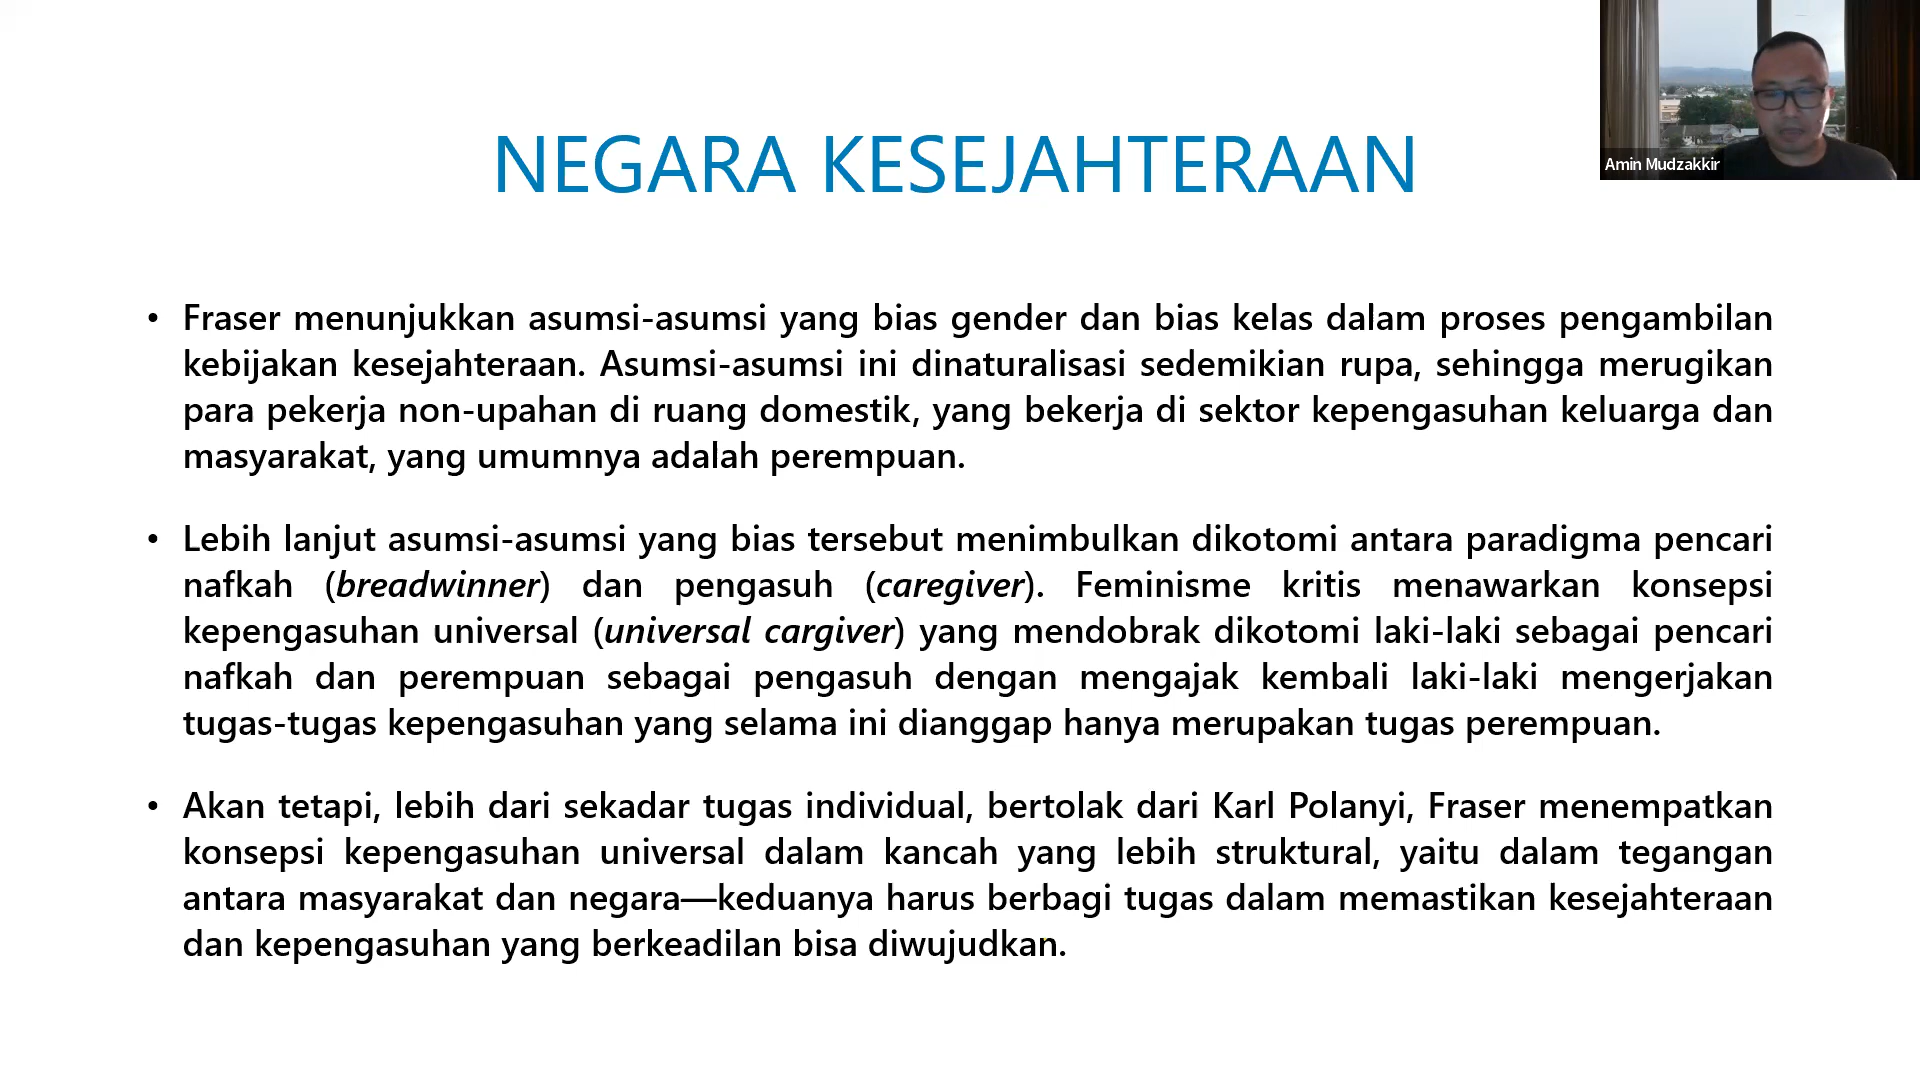 NEGARA KESEJAHTERAAN
Amin Mudzakkir
• Fraser menunjukkan asumsi-asumsi yang bias gender dan bias kelas dalam proses pengambilan
kebijakan kesejahteraan. Asumsi-asumsi ini dinaturalisasi sedemikian rupa, sehingga merugikan
para pekerja non-upahan di ruang domestik, yang bekerja di sektor kepengasuhan keluarga dan
masyarakat, yang umumnya adalah perempuan.
• Lebih lanjut asumsi-asumsi yang bias tersebut menimbulkan dikotomi antara paradigma pencari
nafkah (breadwinner) dan pengasuh (caregiver). Feminisme kritis menawarkan konsepsi
kepengasuhan universal (universal cargiver) yang mendobrak dikotomi laki-laki sebagai pencari
nafkah dan perempuan sebagai pengasuh dengan mengajak kembali laki-laki mengerjakan
tugas-tugas kepengasuhan yang selama ini dianggap hanya merupakan tugas perempuan.
• Akan tetapi, lebih dari sekadar tugas individual, bertolak dari Karl Polanyi, Fraser menempatkan
konsepsi kepengasuhan universal dalam kancah yang lebih struktural, yaitu dalam tegangan
antara masyarakat dan negara—keduanya harus berbagi tugas dalam memastikan kesejahteraan
dan kepengasuhan yang berkeadilan bisa diwujudkan.